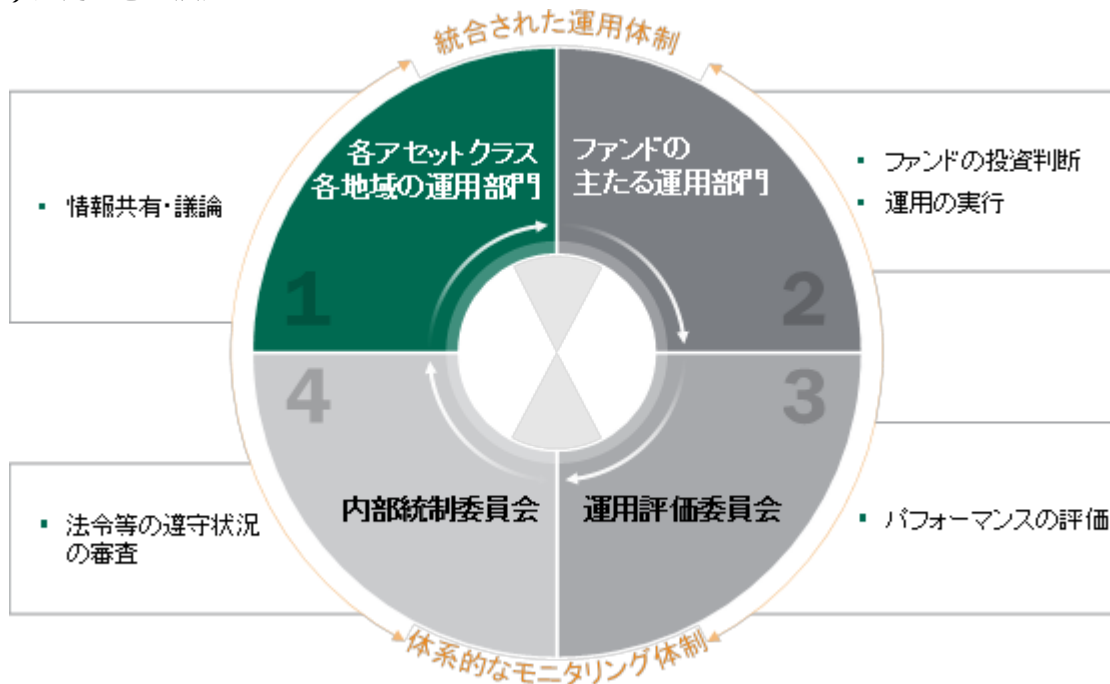 統合された運用体制
各アセットクラス
各地域の運用部門
ファンドの
主たる運用部門
▪ 情報共有・議論
▪ ファンドの投資判断
▪ 運用の実行
1
2
4
3
内部統制委員会
運用評価委員会
▪ 法令等の遵守状況
の審査
▪ パフォーマンスの評価
体系的なモニタリング体制